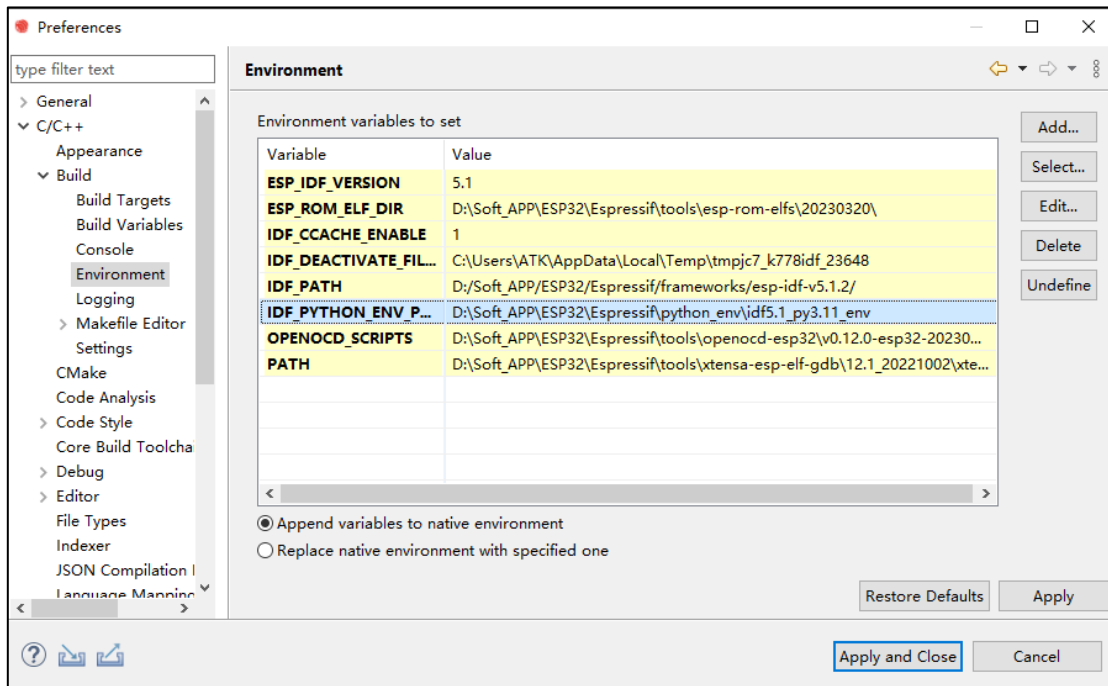 Preferences
type filter text
Environment
General
C/C++
Appearance
Build
Build Targets
Build Variables
Console
Environment
Logging
Makefile Editor
Settings
CMake
Code Analysis
Code Style
Core Build Toolcha
Debug
Editor
File Types
Indexer
JSON Compilation
Language Mapping
Environment variables to set
Variable Value
ESP_IDF_VERSION 5.1
ESP_ROM_ELF_DIR D:\Soft_APP\ESP32\Espressif\tools\esp-rom-elfs\20230320\
IDF_CCACHE_ENABLE 1
IDF_DEACTIVATE_FIL... C:\Users\ATK\AppData\Local\Temp\tmpjc7_k778idf_23648
IDF_PATH D:/Soft_APP/ESP32/Espressif/frameworks/esp-idf-v5.1.2/
IDF_PYTHON_ENV_P... D:\Soft_APP\ESP32\Espressif\python_env\idf5.1_py3.11_env
OPENOCD_SCRIPTS D:\Soft_APP\ESP32\Espressif\tools\openocd-esp32\v0.12.0-esp32-20230...
PATH D:\Soft_APP\ESP32\Espressif\tools\xtensa-esp-elf-gdb\12.1_20221002\xte...
Add...
Select...
Edit...
Delete
Undefine
Append variables to native environment
Replace native environment with specified one
Restore Defaults
Apply
Apply and Close
Cancel